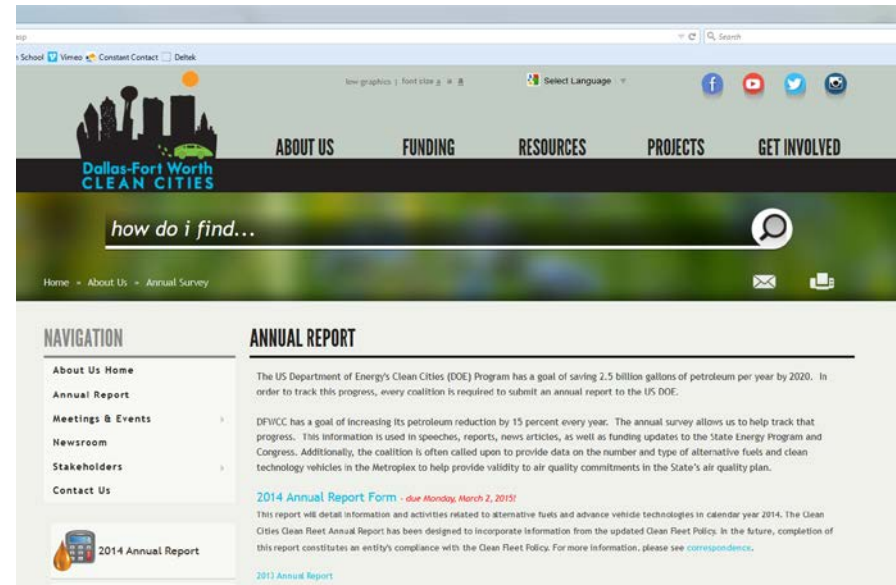 esp
Search
School Vimeo Constant Contact Deltek
low graphics | font size a a a
Select Language
ABOUT US FUNDING RESOURCES PROJECTS GET INVOLVED
Dallas-Fort Worth
CLEAN CITIES
how do i find...
Home » About Us » Annual Survey
NAVIGATION
About Us Home
Annual Report
Meetings & Events
Newsroom
Stakeholders
Contact Us
2014 Annual Report
ANNUAL REPORT
The US Department of Energy's Clean Cities (DOE) Program has a goal of saving 2.5 billion gallons of petroleum per year by 2020. In
order to track this progress, every coalition is required to submit an annual report to the US DOE.
DFWCC has a goal of increasing its petroleum reduction by 15 percent every year. The annual survey allows us to help track that
progress. This information is used in speeches, reports, news articles, as well as funding updates to the State Energy Program and
Congress. Additionally, the coalition is often called upon to provide data on the number and type of alternative fuels and clean
technology vehicles in the Metroplex to help provide validity to air quality commitments in the State's air quality plan.
2014 Annual Report Form - due Monday, March 2, 2015!
This report will detail information and activities related to alternative fuels and advance vehicle technologies in calendar year 2014. The Clean
Cities Clean Fleet Annual Report has been designed to incorporate information from the updated Clean Fleet Policy. In the future, completion of
this report constitutes an entity's compliance with the Clean Fleet Policy. For more information, please see correspondence.
2013 Annual Report